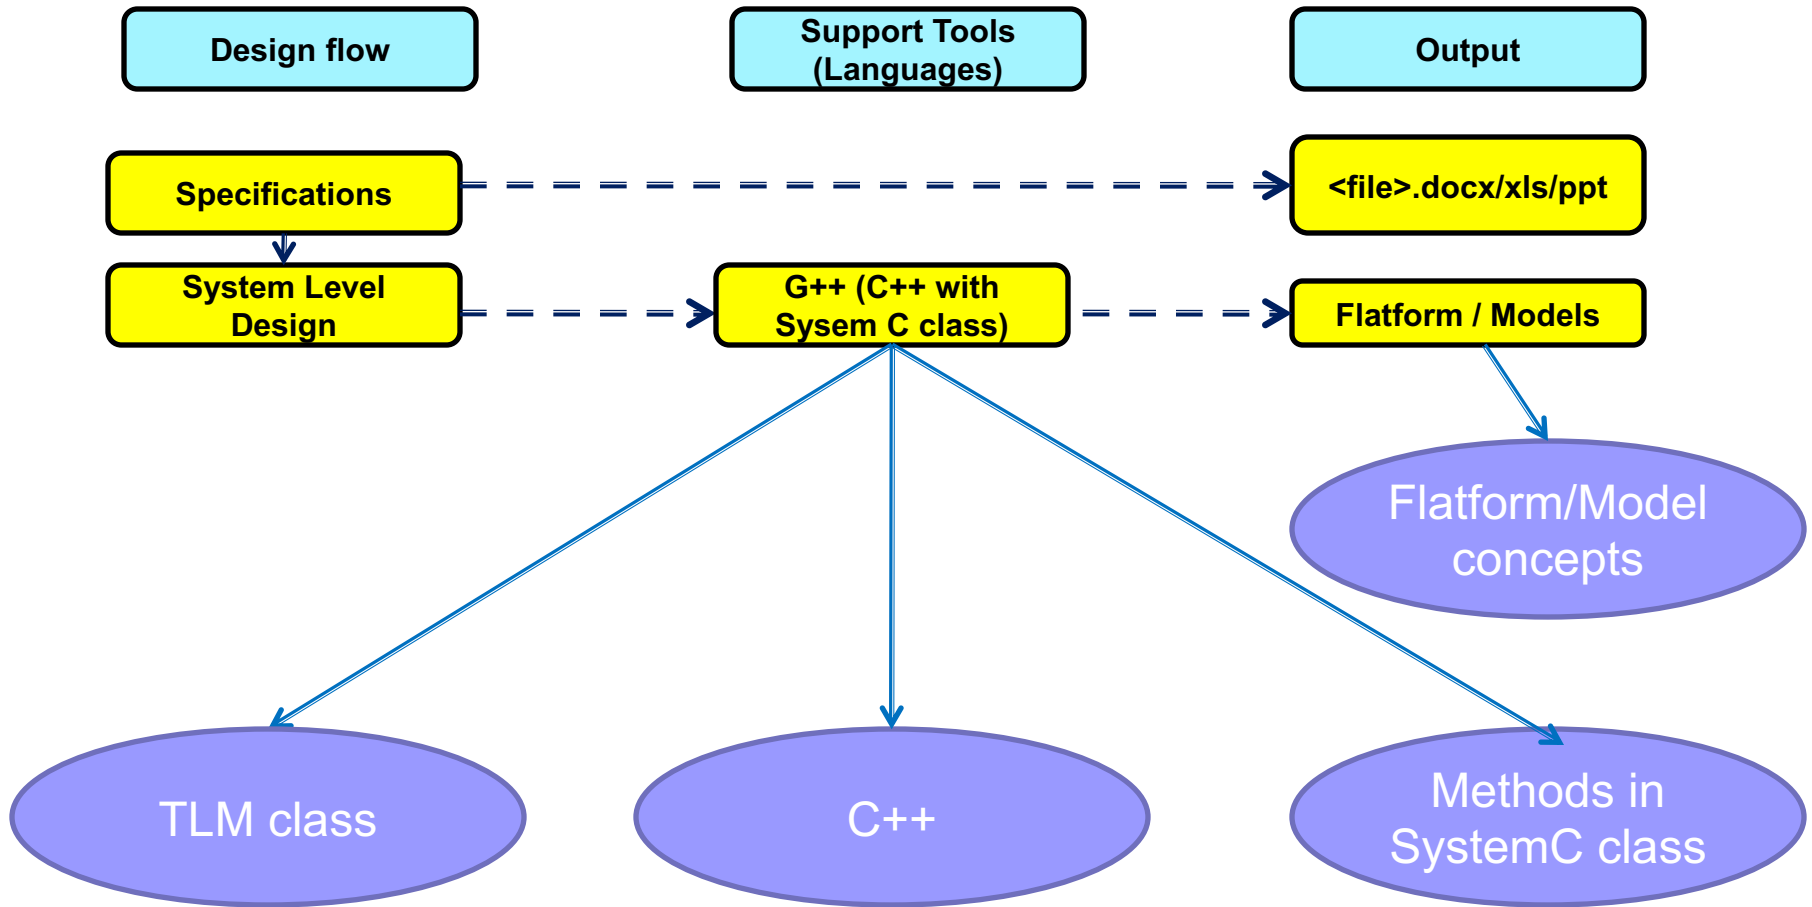 Design flow
Support Tools
(Languages)
Output
Specifications
<file>.docx/xls/ppt
System Level
Design
G++ (C++ with
Sysem C class)
Flatform / Models
Flatform/Model
concepts
TLM class
C++
Methods in
SystemC class